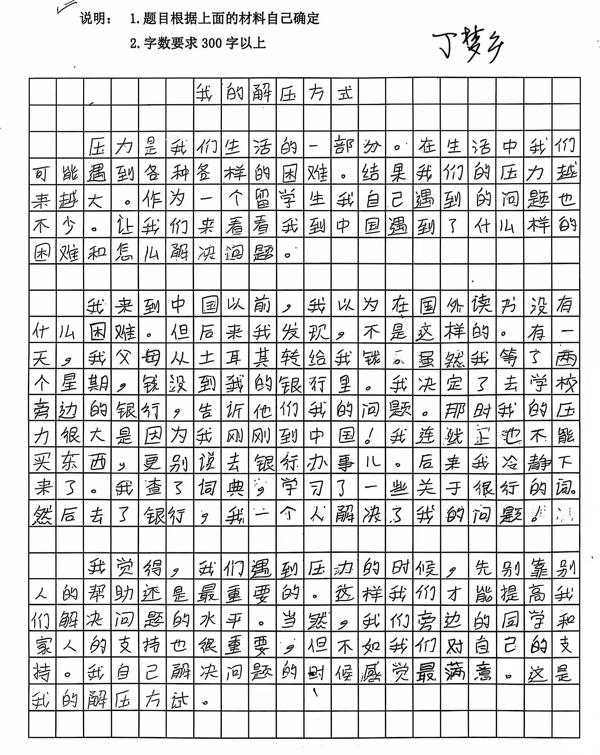 说明： 1.题目根据上面的材料自己确定
2.字数要求300字以上
丁梦乡
我的解压方式
压力是我们生活的一部分。在生活中我们
可能遇到各种各样的困难。结果我们的压力越
来越大。作为一个留学生我自己遇到的问题也
不少。让我们来看看我到中国遇到了什么样的
困难和怎么解决问题。
我来到中国以前，我以为在国外读书没有
什么困难。但后来我发现，不是这样的。有一
天，我父母从土耳其转给我钱。虽然我等了两
个星期，钱没到我的银行里。我决定了去学校
旁边的银行，告诉他们我的问题。那时我的压
力很大是因为我刚刚到中国！我连线正也不能
买东西，更别说去银行办事儿。后来我冷静下
来了。我查了词典，学习了一些关于银行的词。
然后去了银行，我一个人解决了我的问题。
我觉得，我们遇到压力的时候，先别靠别
人的帮助还是最重要的。这样我们才能提高我
们解决问题的水平。当然，我们旁边的同学和
家人的支持也很重要，但不如我们对自己的支
持。我自己解决问题的时候感觉最满意。这是
我的解压方试。